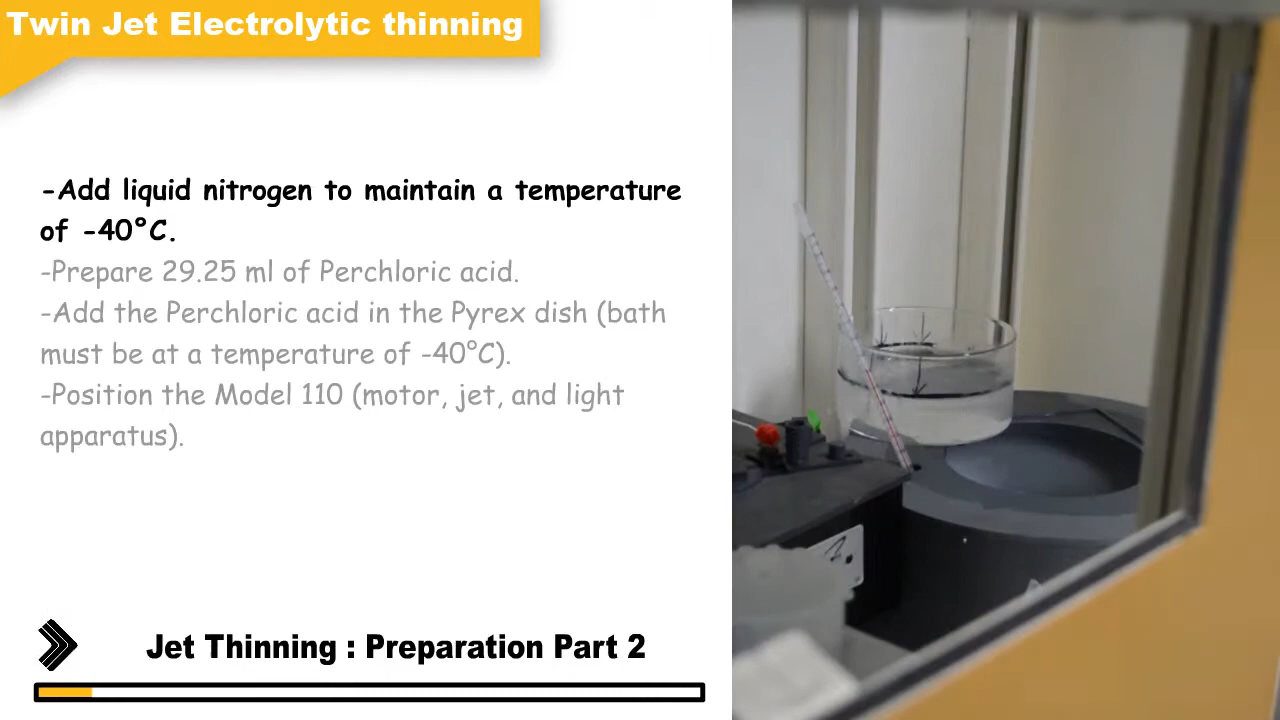 Twin Jet Electrolytic thinning
-Add liquid nitrogen to maintain a temperature
of -40°C.
-Prepare 29.25 ml of Perchloric acid.
-Add the Perchloric acid in the Pyrex dish (bath
must be at a temperature of -40°C).
-Position the Model 110 (motor, jet, and light
apparatus).
Jet Thinning : Preparation Part 2